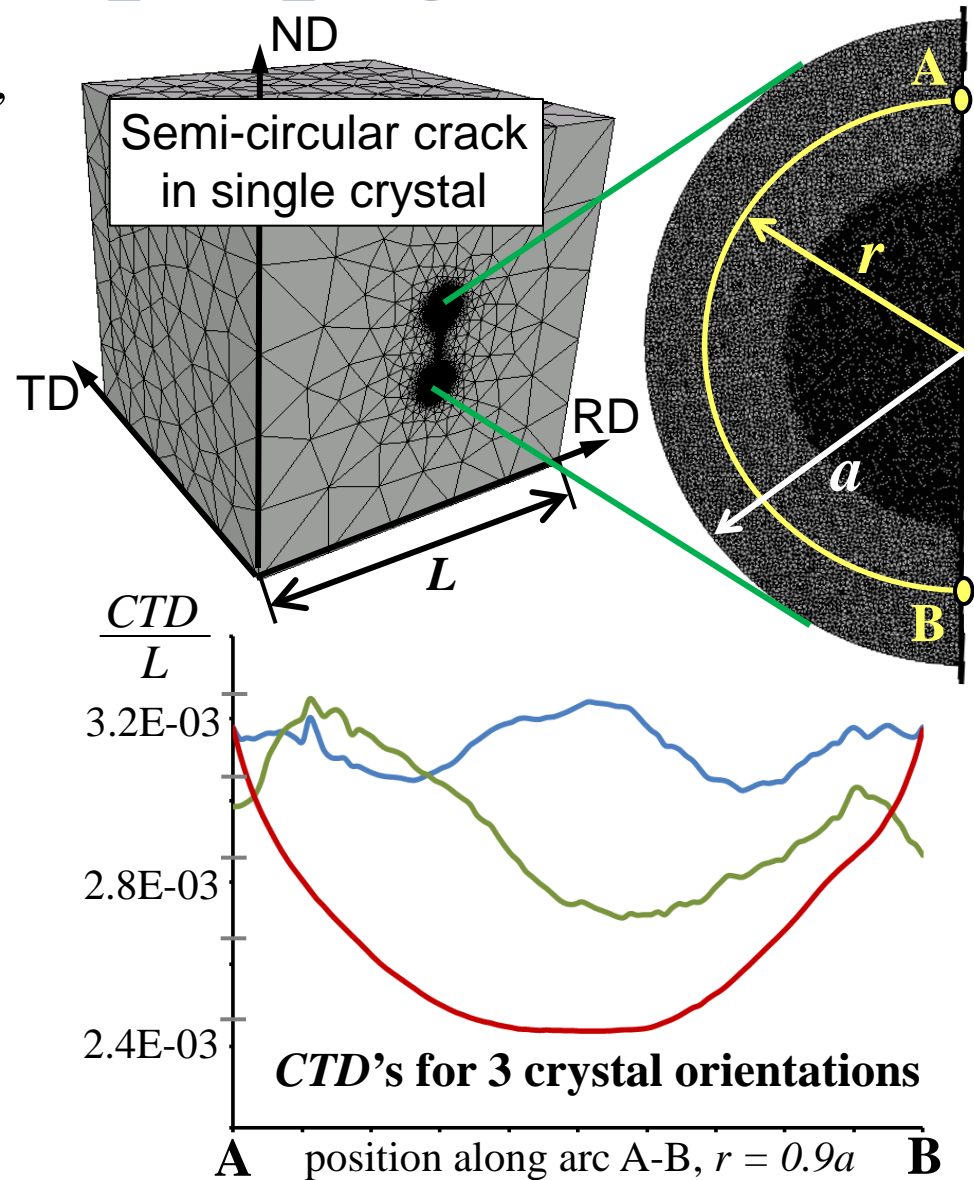 ,
ND
Semi-circular crack
in single crystal
TD
RD
L
A
r
a
B
CTD
L
3.2E-03
2.8E-03
2.4E-03
CTD's for 3 crystal orientations
A position along arc A-B, r = 0.9a B